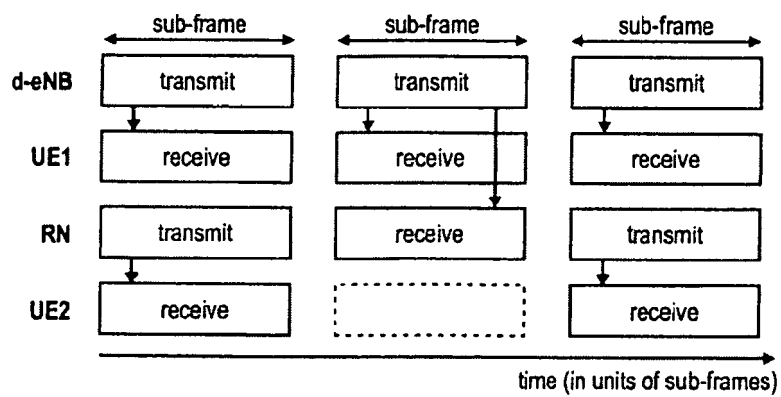 sub-frame sub-frame sub-frame
d-eNB transmit transmit transmit
UE1 receive receive receive
RN transmit receive transmit
UE2 receive receive
time (in units of sub-frames)